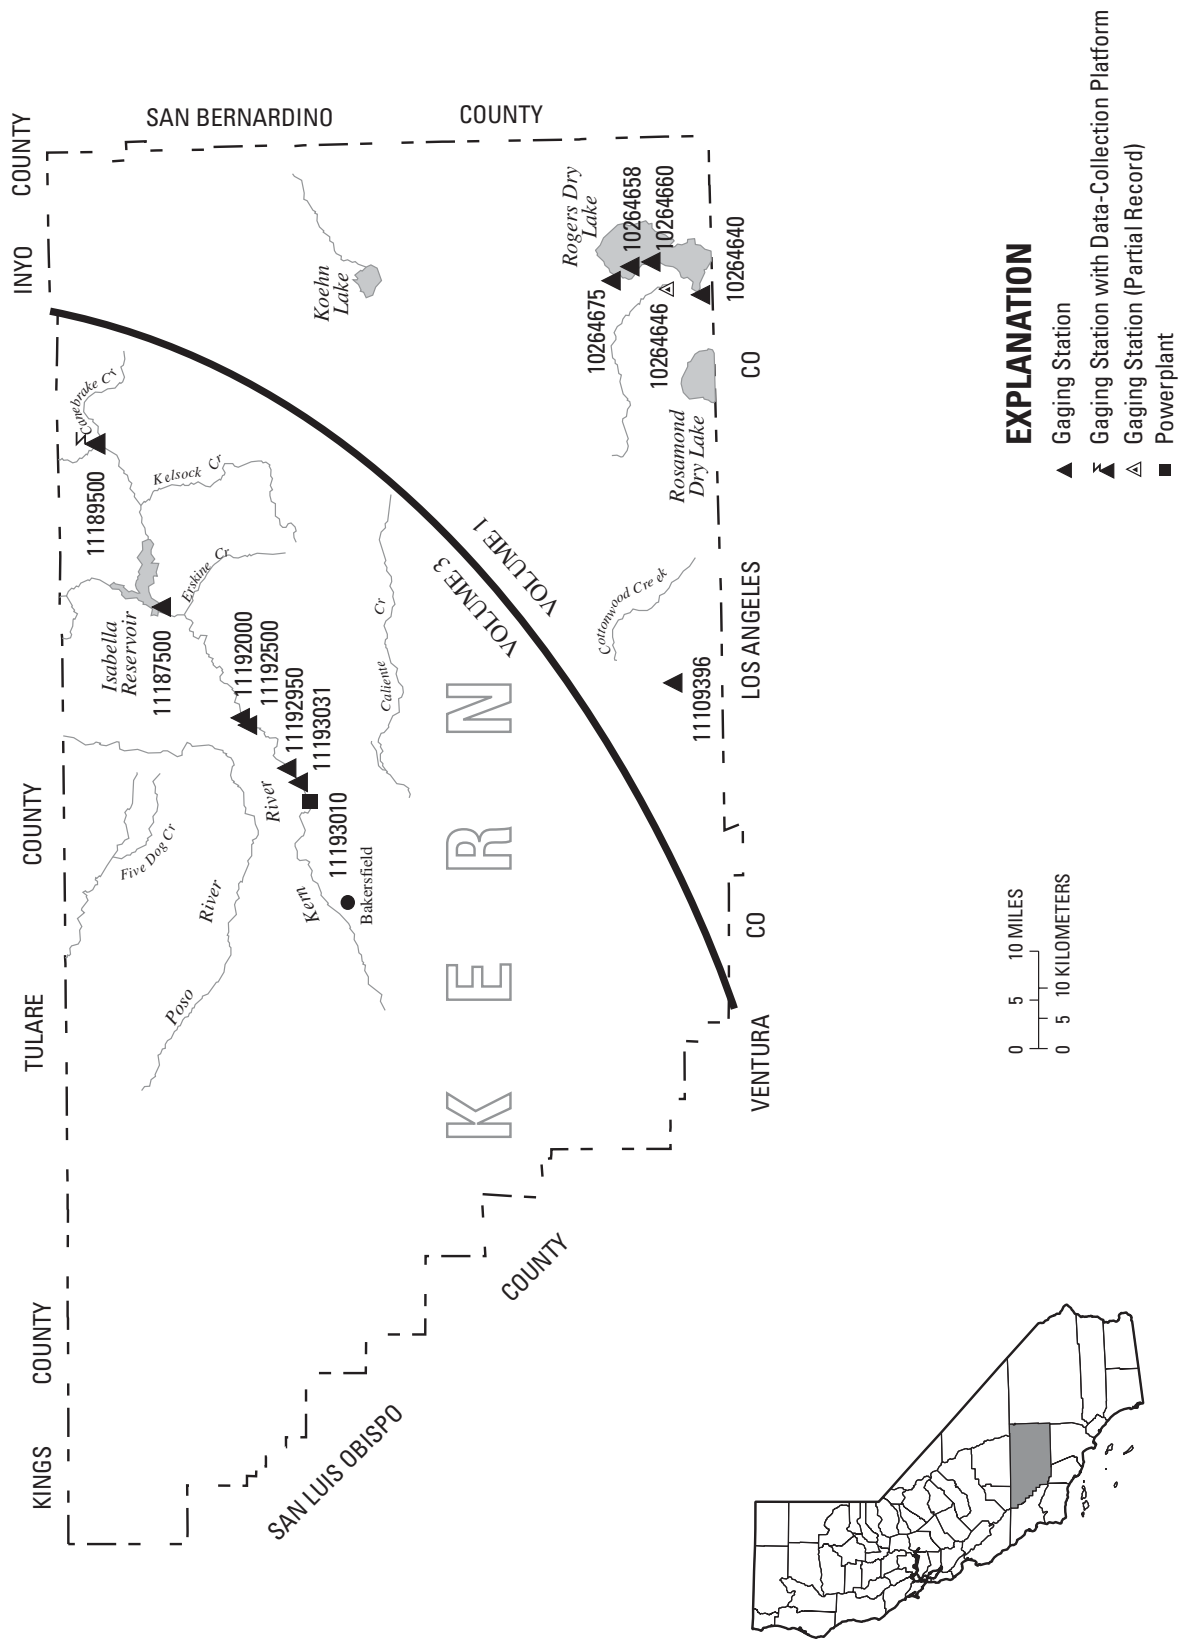 KINGS COUNTY
TULARE COUNTY
INYO COUNTY
SAN BERNARDINO COUNTY
SAN LUIS OBISPO
COUNTY
VENTURA CO
LOS ANGELES CO
KERN
VOLUME 3
VOLUME 1
Canebrake Cr
11189500
Kelsock Cr
Isabella
Reservoir
11187500
Erskine Cr
11192000
11192500
11192950
11193031
11193010
Five Dog Cr
Poso River
Kern River
Bakersfield
Caliente Cr
Koehn
Lake
Rogers Dry
Lake
10264658
10264660
10264675
10264646
10264640
Rosamond
Dry Lake
Cottonwood Creek
11109396
0 5 10 MILES
0 5 10 KILOMETERS
EXPLANATION
Gaging Station
Gaging Station with Data-Collection Platform
Gaging Station (Partial Record)
Powerplant